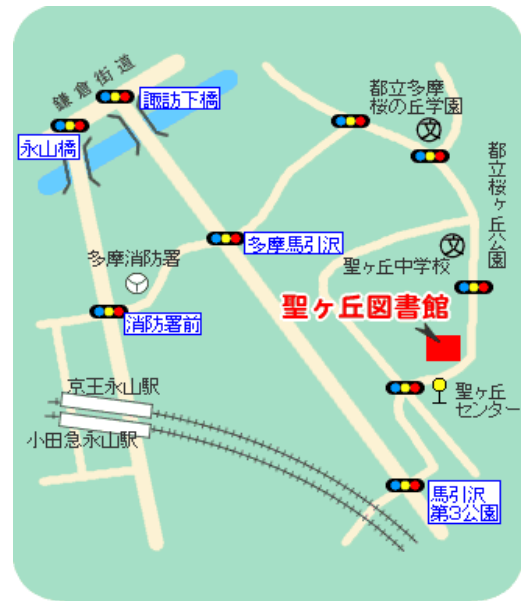 鎌倉街道
諏訪下橋
永山橋
都立多摩
桜の丘学園
文
都立桜ヶ丘公園
多摩馬引沢
多摩消防署
文
聖ヶ丘中学校
聖ヶ丘図書館
消防署前
京王永山駅
聖ヶ丘
センター
小田急永山駅
馬引沢
第3公園